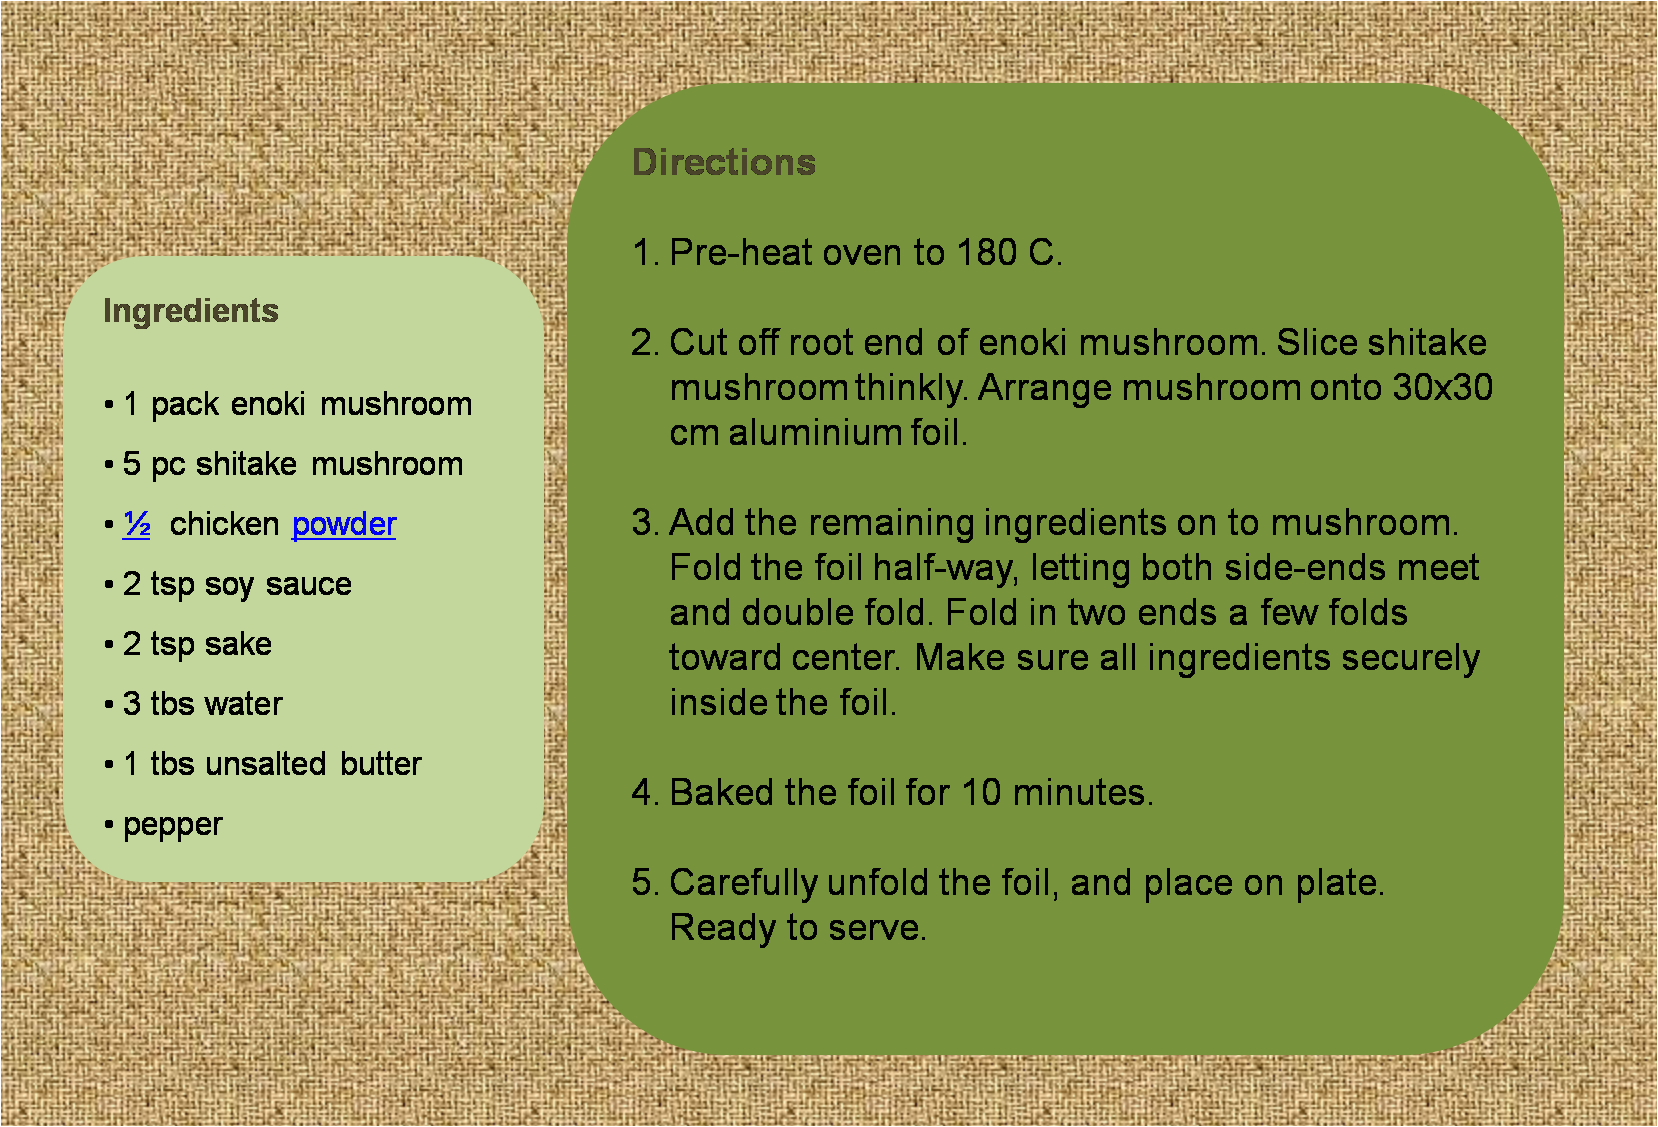 Ingredients
• 1 pack enoki mushroom
• 5 pc shitake mushroom
• ½ chicken powder
• 2 tsp soy sauce
• 2 tsp sake
• 3 tbs water
• 1 tbs unsalted butter
• pepper
Directions
1. Pre-heat oven to 180 C.
2. Cut off root end of enoki mushroom. Slice shitake
mushroom thinkly. Arrange mushroom onto 30x30
cm aluminium foil.
3. Add the remaining ingredients on to mushroom.
Fold the foil half-way, letting both side-ends meet
and double fold. Fold in two ends a few folds
toward center. Make sure all ingredients securely
inside the foil.
4. Baked the foil for 10 minutes.
5. Carefully unfold the foil, and place on plate.
Ready to serve.